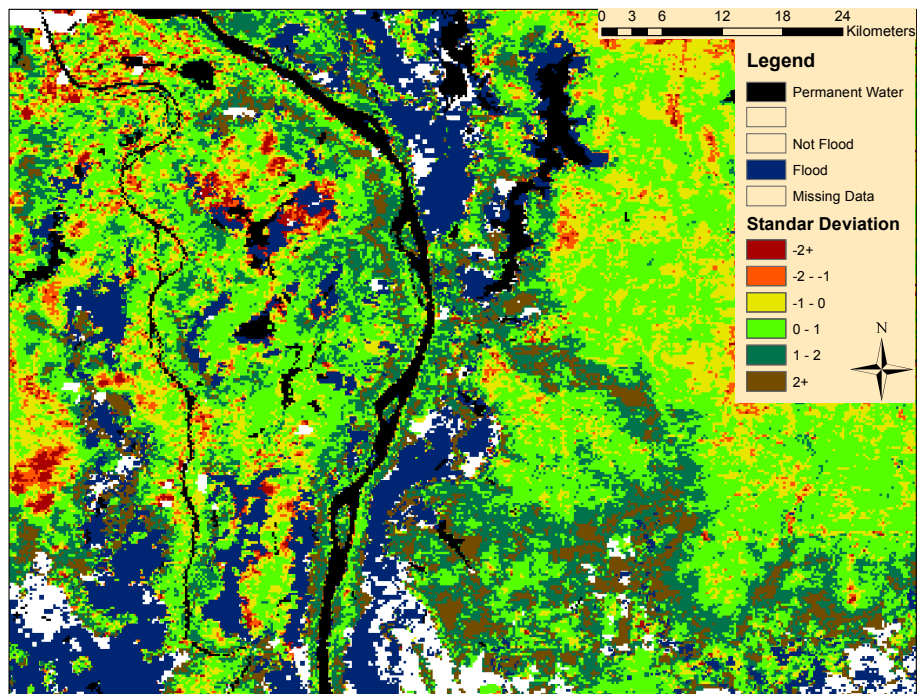 0 3 6 12 18 24
Kilometers
Legend
Permanent Water
Not Flood
Flood
Missing Data
Standar Deviation
-2+
-2 - -1
-1 - 0
0 - 1
1 - 2
2+
N